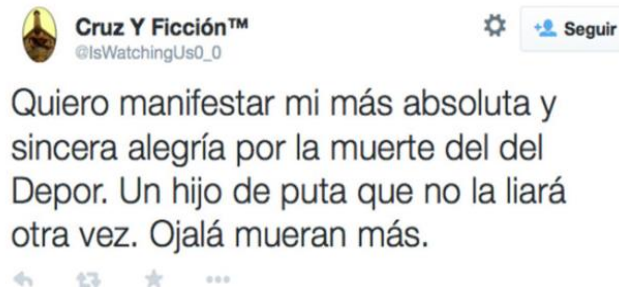 Cruz Y Ficción™
@IsWatchingUs0_0
Seguir
Quiero manifestar mi más absoluta y
sincera alegría por la muerte del del
Depor. Un hijo de puta que no la liará
otra vez. Ojalá mueran más.